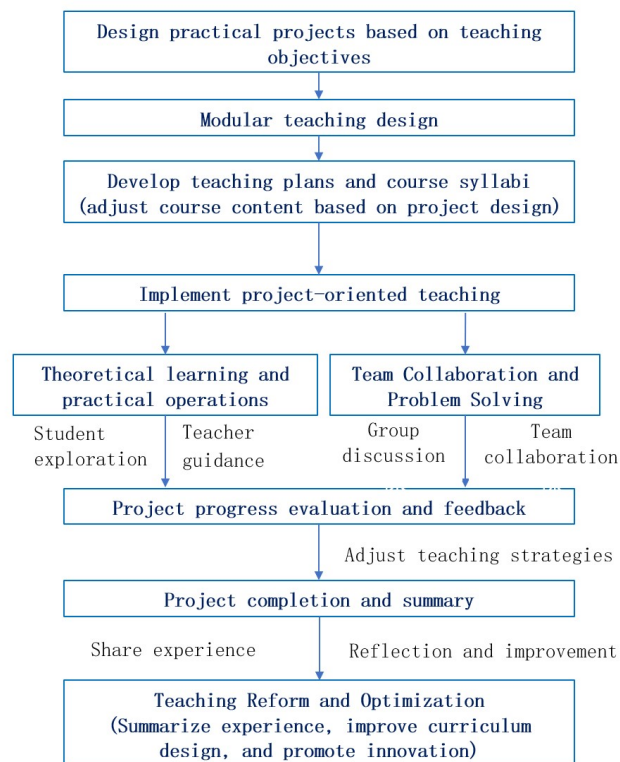 Design practical projects based on teaching
objectives
Modular teaching design
Develop teaching plans and course syllabi
(adjust course content based on project design)
Implement project-oriented teaching
Theoretical learning and
practical operations
Team Collaboration and
Problem Solving
Student
exploration
Teacher
guidance
Group
discussion
Team
collaboration
Project progress evaluation and feedback
Adjust teaching strategies
Project completion and summary
Share experience
Reflection and improvement
Teaching Reform and Optimization
(Summarize experience, improve curriculum
design, and promote innovation)